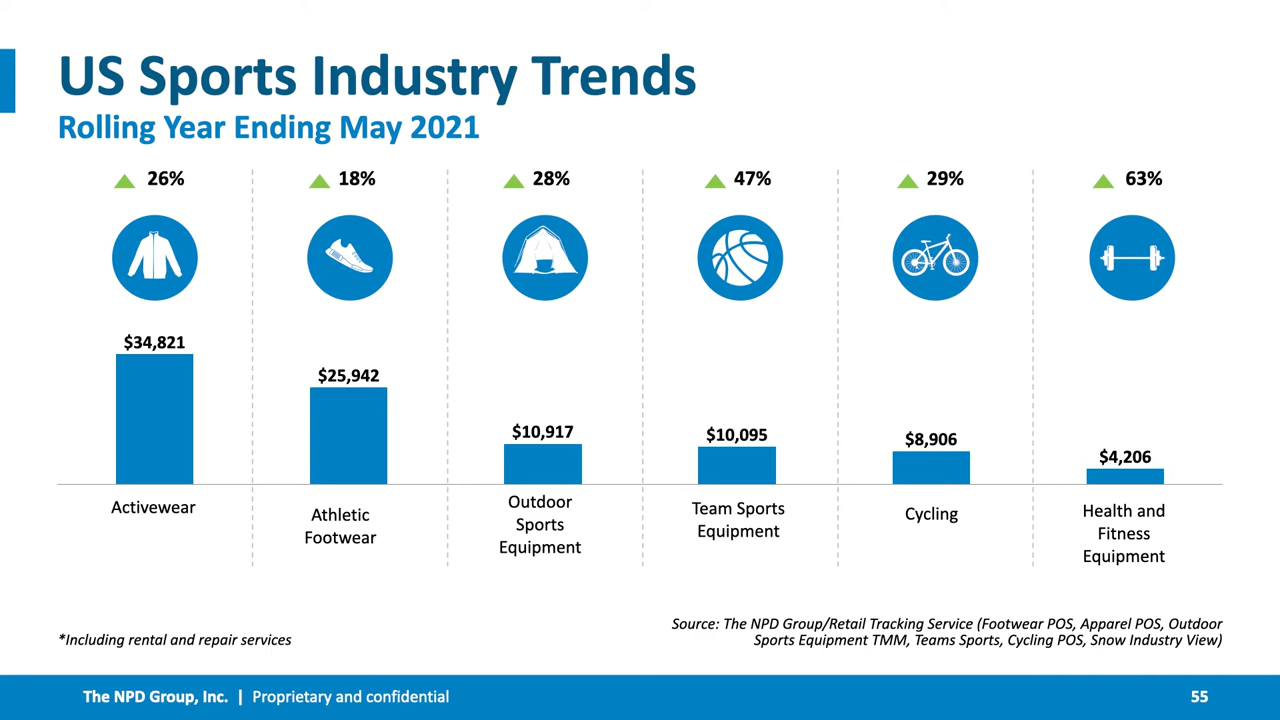 US Sports Industry Trends
Rolling Year Ending May 2021
26%
18%
28%
47%
29%
63%
$34,821
$25,942
$10,917
$10,095
$8,906
$4,206
Activewear
Athletic
Footwear
Outdoor
Sports
Equipment
Team Sports
Equipment
Cycling
Health and
Fitness
Equipment
*Including rental and repair services
Source: The NPD Group/Retail Tracking Service (Footwear POS, Apparel POS, Outdoor
Sports Equipment TMM, Teams Sports, Cycling POS, Snow Industry View)
The NPD Group, Inc. | Proprietary and confidential
55